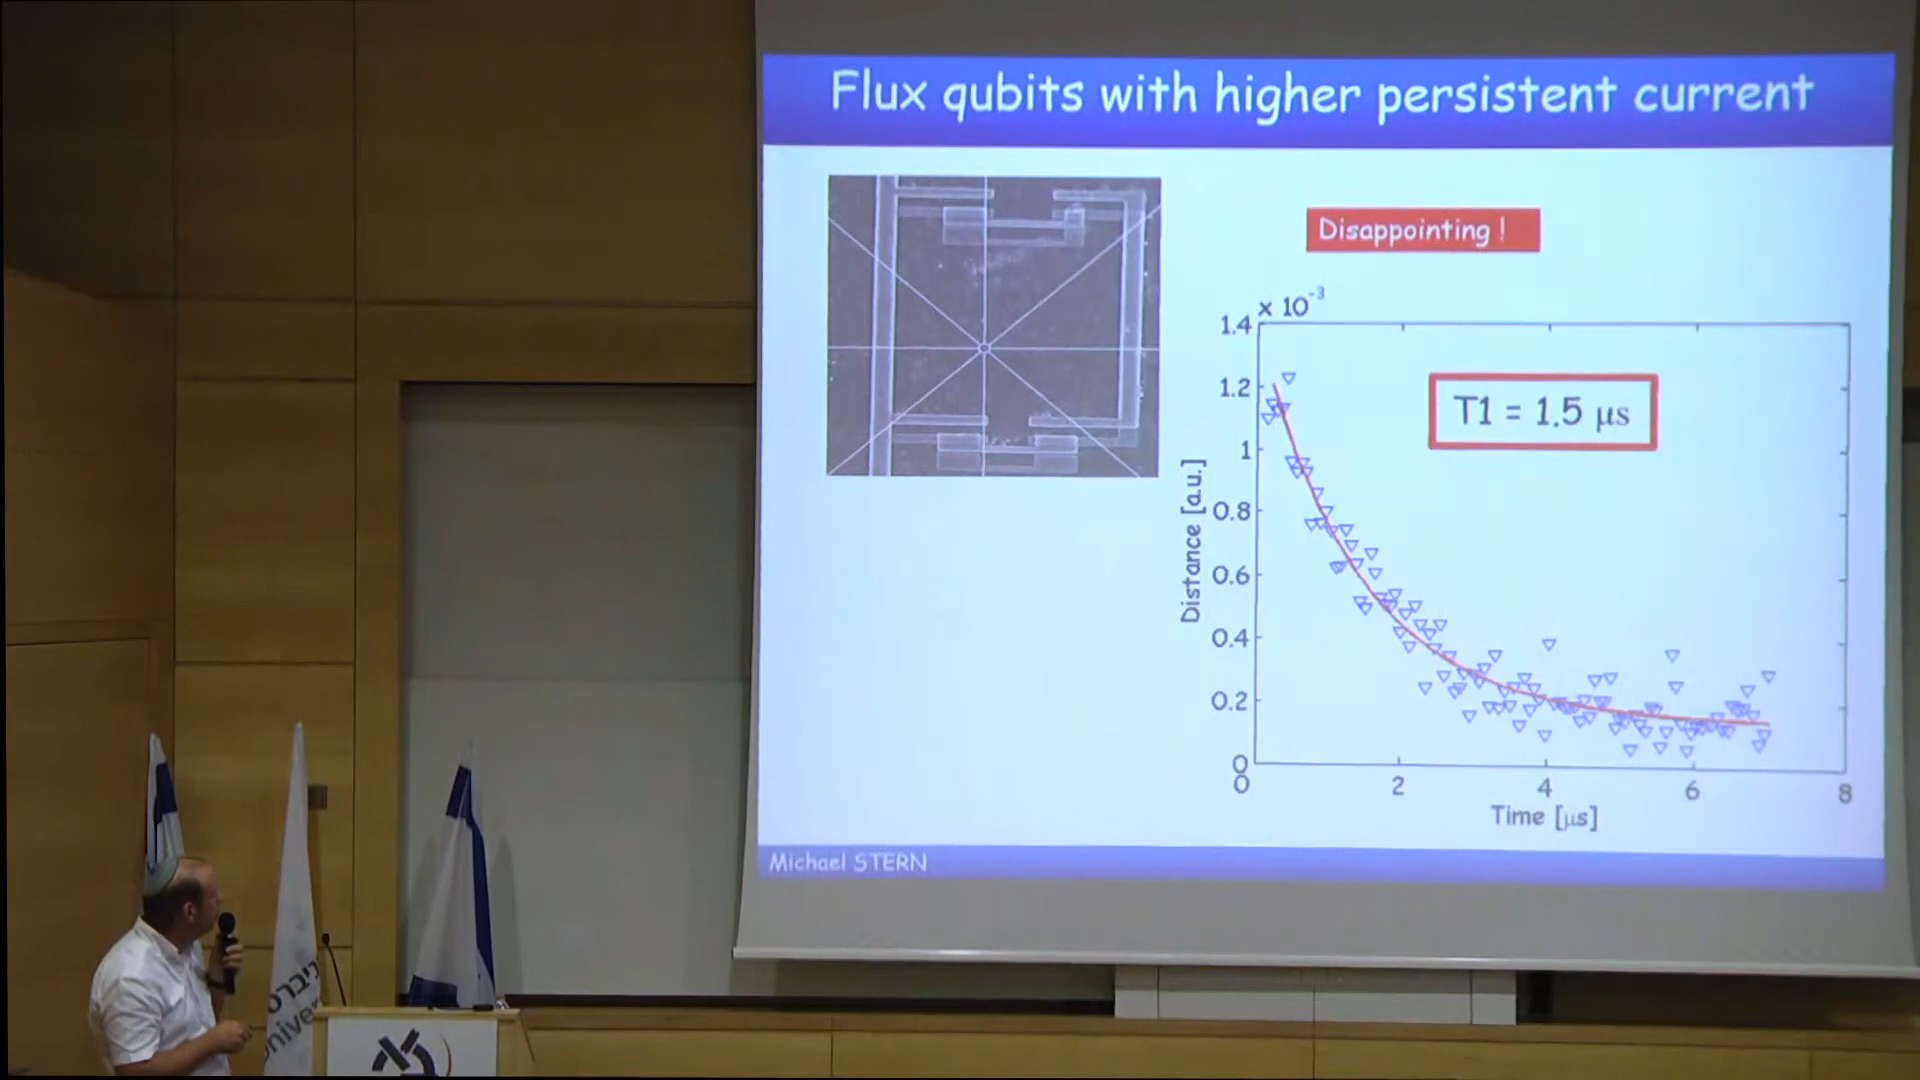 Flux qubits with higher persistent current
Disappointing !
× 10⁻³
1.4
1.2
1
0.8
0.6
0.4
0.2
0
T1 = 1.5 μs
Distance [a.u.]
0
2
4
6
8
Time [μs]
Michael STERN